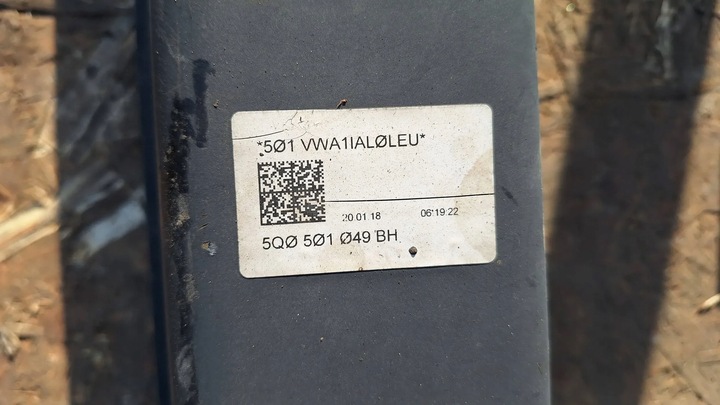 *5Ø1 VWA1IALØLEU*
20.01.18 06:19:22
5QØ 5Ø1 Ø49 BH